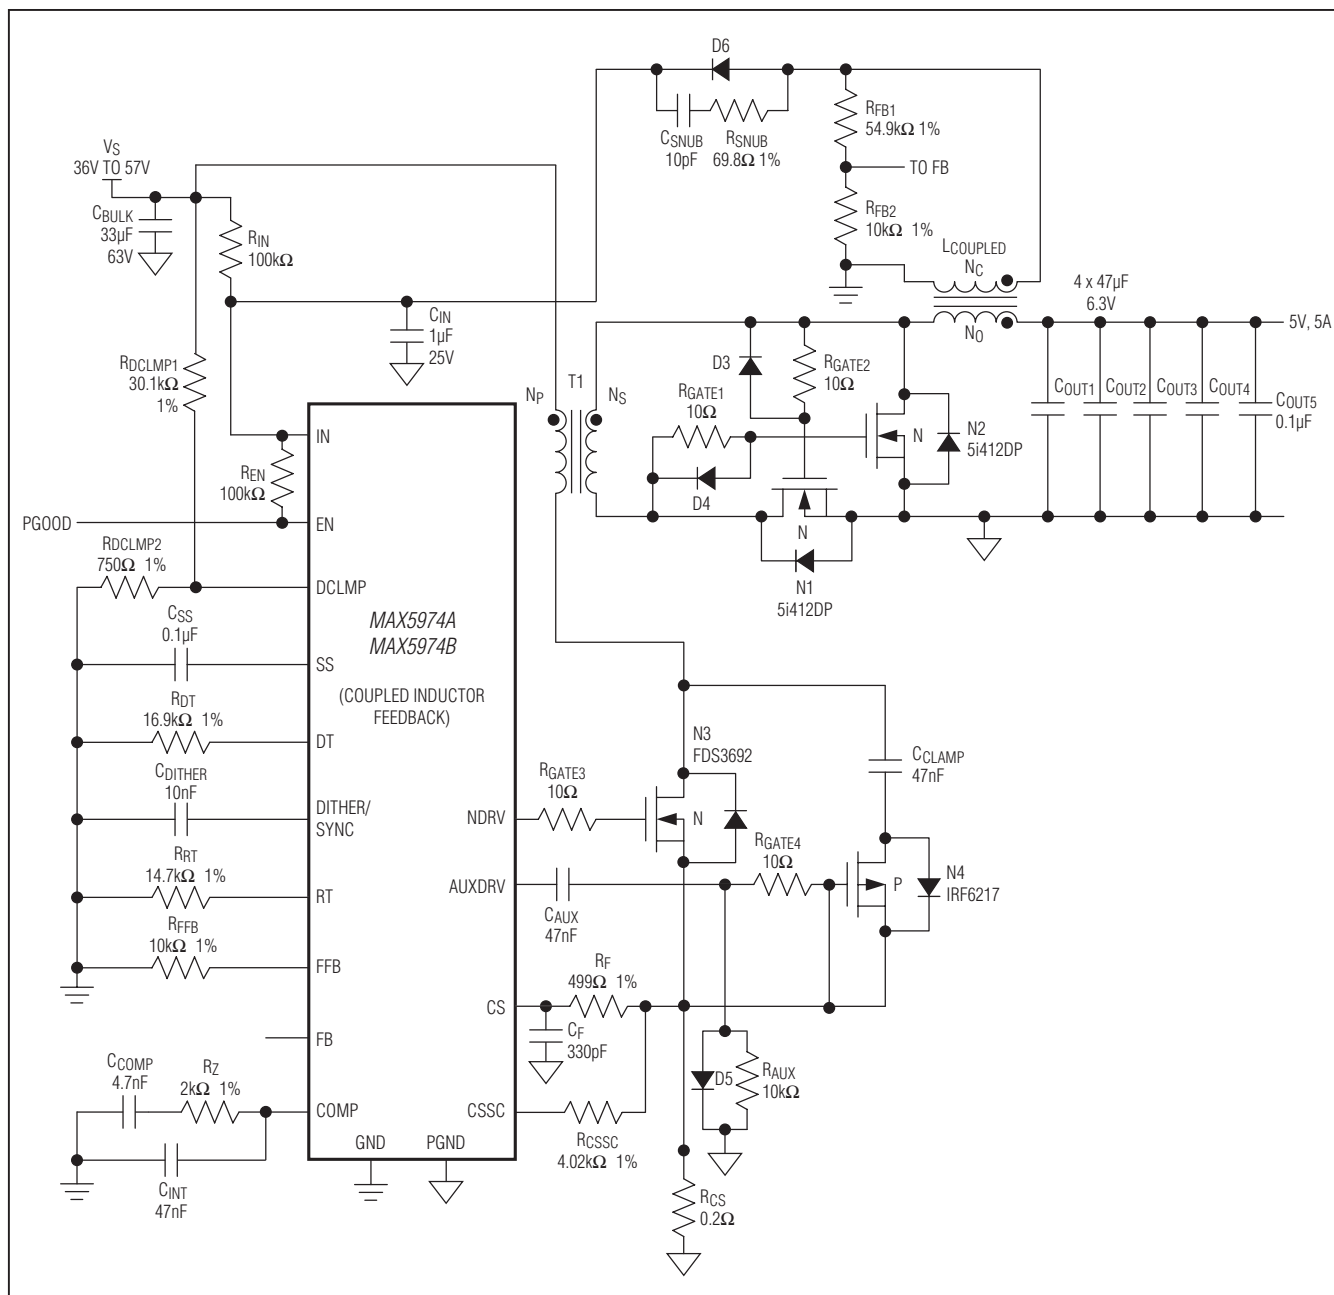 D6
CSNUB
10pF
RSNUB
69.8Ω 1%
RFB1
54.9kΩ 1%
TO FB
RFB2
10kΩ 1%
VS
36V TO 57V
CBULK
33µF
63V
RIN
100kΩ
CIN
1µF
25V
LCOUPLED
NC
NO
4 x 47µF
6.3V
5V, 5A
RDCLMP1
30.1kΩ
1%
T1
NP
NS
D3
RGATE2
10Ω
RGATE1
10Ω
D4
N
N2
5i412DP
COUT1
COUT2
COUT3
COUT4
COUT5
0.1µF
N
N1
5i412DP
IN
REN
100kΩ
PGOOD
EN
RDCLMP2
750Ω 1%
DCLMP
CSS
0.1µF
SS
MAX5974A
MAX5974B
(COUPLED INDUCTOR
FEEDBACK)
RDT
16.9kΩ 1%
DT
CDITHER
10nF
DITHER/
SYNC
RRT
14.7kΩ 1%
RT
RFFB
10kΩ 1%
FFB
FB
CCOMP
4.7nF
RZ
2kΩ 1%
COMP
CINT
47nF
GND
PGND
N3
FDS3692
N
RGATE3
10Ω
NDRV
CCLAMP
47nF
RGATE4
10Ω
AUXDRV
CAUX
47nF
P
N4
IRF6217
RF
499Ω 1%
CS
CF
330pF
D5
RAUX
10kΩ
CSSC
RCSSC
4.02kΩ 1%
RCS
0.2Ω